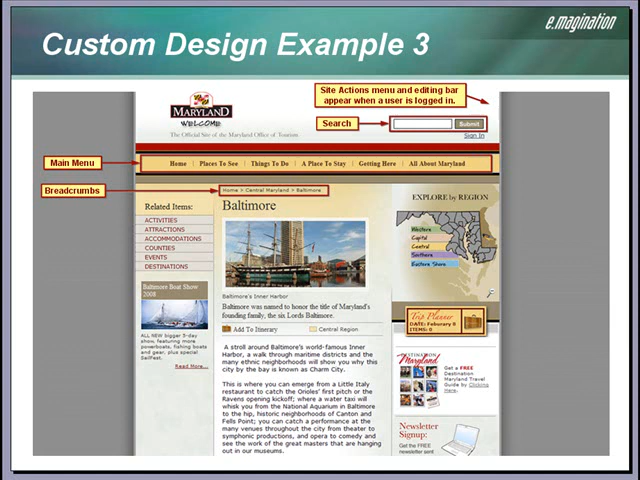 Custom Design Example 3
e.magination
Site Actions menu and editing bar
appear when a user is logged in.
MARYLAND
WELCOME
The Official Site of the Maryland Office of Tourism
Search
Submit
Sign In
Main Menu
Home | Places To See | Things To Do | A Place To Stay | Getting Here | All About Maryland
Breadcrumbs
Home > Central Maryland > Baltimore
Related Items:
ACTIVITIES
ATTRACTIONS
ACCOMMODATIONS
COUNTIES
EVENTS
DESTINATIONS
Baltimore Boat Show
2008
ALL NEW bigger 3-day
show, featuring more
powerboats, fishing boats
and gear, plus special
SailFest.
Read More...
Baltimore
Baltimore's Inner Harbor
Baltimore was named to honor the title of Maryland's
founding family, the six Lords Baltimore.
Add To Itinerary
Central Region
A stroll around Baltimore's world-famous Inner
Harbor, a walk through maritime districts and the
many ethnic neighborhoods will show you why this
city by the bay is known as Charm City.
This is where you can emerge from a Little Italy
restaurant to catch the Orioles' first pitch or the
Ravens opening kickoff; where a water taxi will
whisk you from the National Aquarium in Baltimore
to the hip, historic neighborhoods of Canton and
Fells Point; you can catch a performance at the
many venues throughout the city from theater to
symphonic productions, and opera to comedy and
see the work of the great masters that are hanging
out in our museums.
EXPLORE by REGION
Western
Capital
Central
Southern
Eastern Shore
Trip Planner
DATE: Feburary 8
ITEMS: 0
DESTINATION
Maryland
Get a FREE
Destination
Maryland Travel
Guide by Clicking
here.
Newsletter
Signup:
Get the FREE
newsletter sent